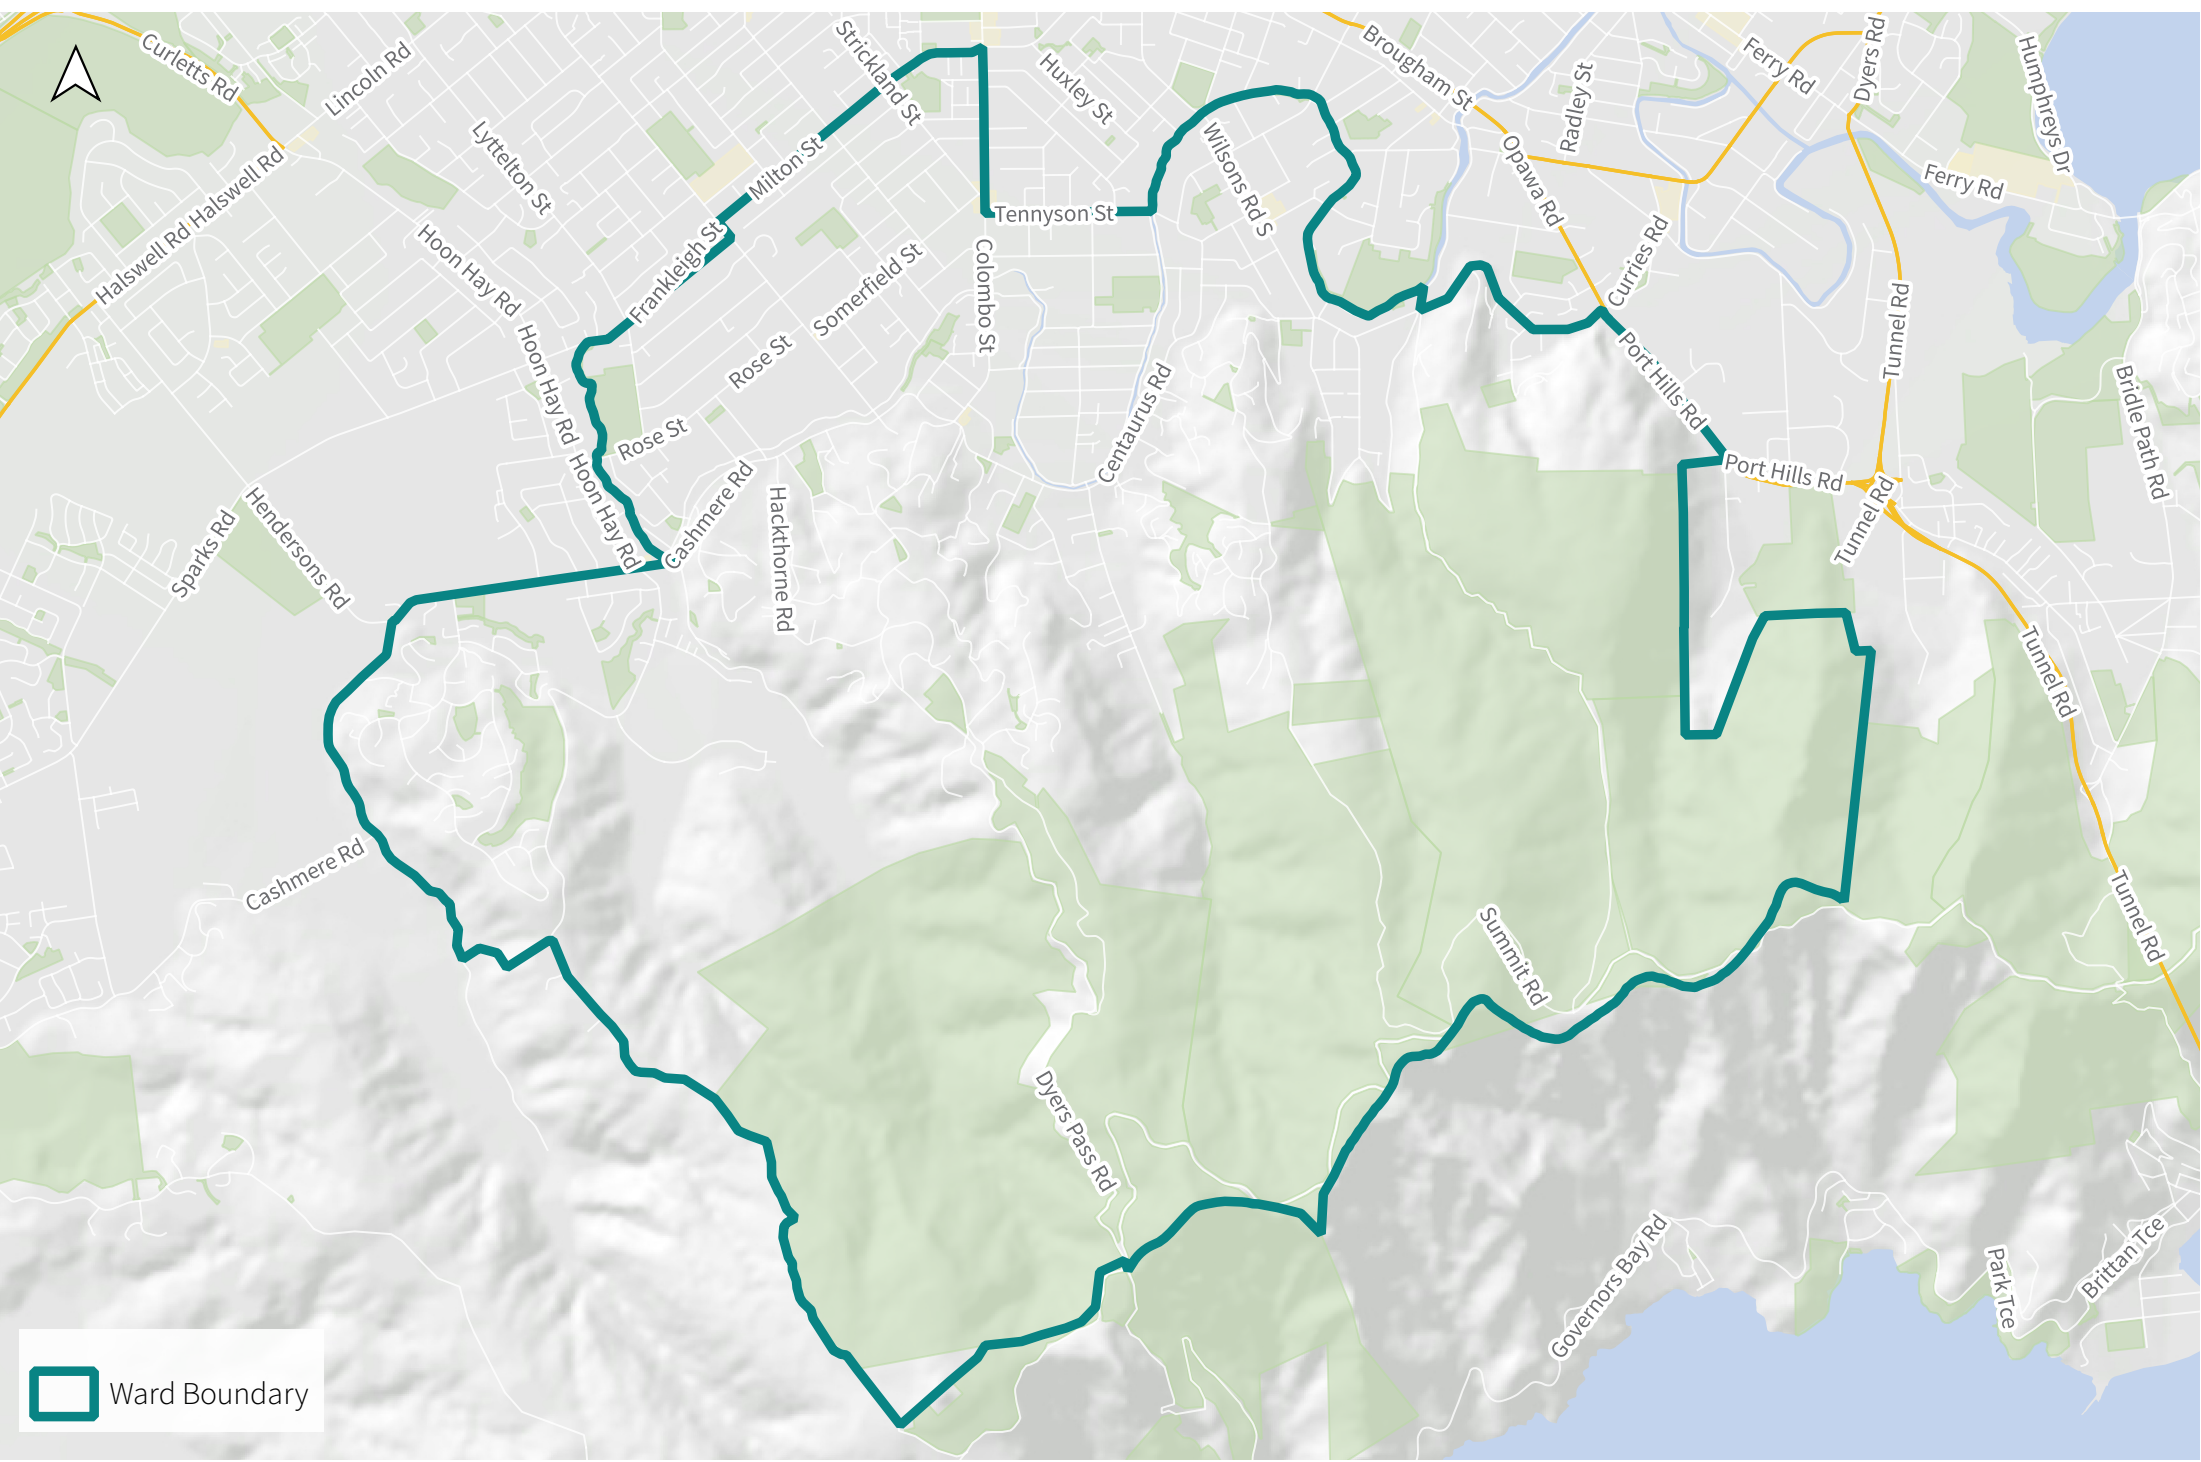 Curletts Rd
Lincoln Rd
Strickland St
Huxley St
Brougham St
Radley St
Ferry Rd
Dyers Rd
Humphreys Dr
Halswell Rd
Halswell Rd
Lyttelton St
Milton St
Wilsons Rd S
Opawa Rd
Ferry Rd
Hoon Hay Rd
Frankleigh St
Tennyson St
Somerfield St
Colombo St
Curries Rd
Tunnel Rd
Hoon Hay Rd
Rose St
Rose St
Centaurus Rd
Port Hills Rd
Port Hills Rd
Bridle Path Rd
Hoon Hay Rd
Cashmere Rd
Hackthorne Rd
Sparks Rd
Hendersons Rd
Tunnel Rd
Tunnel Rd
Cashmere Rd
Summit Rd
Tunnel Rd
Dyers Pass Rd
Governors Bay Rd
Park Tce
Brittan Tce
Ward Boundary